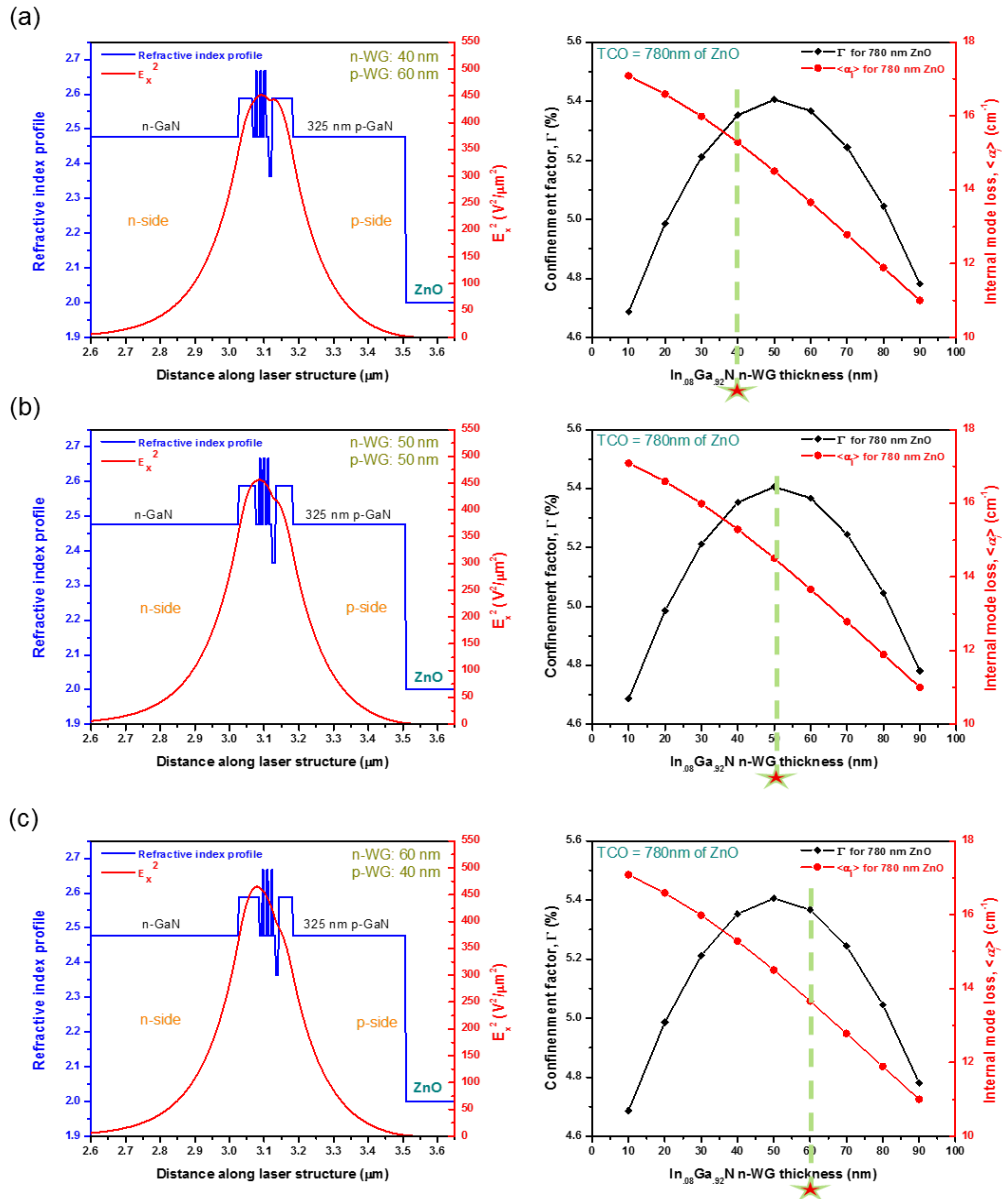 (a)
Refractive index profile
Eₓ²
n-WG: 40 nm
p-WG: 60 nm
n-GaN
325 nm p-GaN
n-side
p-side
ZnO
Refractive index profile
Eₓ² (V²/μm²)
2.7
2.6
2.5
2.4
2.3
2.2
2.1
2.0
1.9
550
500
450
400
350
300
250
200
150
100
50
0
2.6 2.7 2.8 2.9 3.0 3.1 3.2 3.3 3.4 3.5 3.6
Distance along laser structure (μm)
TCO = 780nm of ZnO
Γ for 780 nm ZnO
<αᵢ> for 780 nm ZnO
Confinenment factor, Γ (%)
Internal mode loss, <αᵢ> (cm⁻¹)
5.6
5.4
5.2
5.0
4.8
4.6
18
16
14
12
10
0 10 20 30 40 50 60 70 80 90 100
In.₀₈Ga.₉₂N n-WG thickness (nm)
(b)
Refractive index profile
Eₓ²
n-WG: 50 nm
p-WG: 50 nm
n-GaN
325 nm p-GaN
n-side
p-side
ZnO
Refractive index profile
Eₓ² (V²/μm²)
2.7
2.6
2.5
2.4
2.3
2.2
2.1
2.0
1.9
550
500
450
400
350
300
250
200
150
100
50
0
2.6 2.7 2.8 2.9 3.0 3.1 3.2 3.3 3.4 3.5 3.6
Distance along laser structure (μm)
TCO = 780nm of ZnO
Γ for 780 nm ZnO
<αᵢ> for 780 nm ZnO
Confinenment factor, Γ (%)
Internal mode loss, <αᵢ> (cm⁻¹)
5.6
5.4
5.2
5.0
4.8
4.6
18
16
14
12
10
0 10 20 30 40 50 60 70 80 90 100
In.₀₈Ga.₉₂N n-WG thickness (nm)
(c)
Refractive index profile
Eₓ²
n-WG: 60 nm
p-WG: 40 nm
n-GaN
325 nm p-GaN
n-side
p-side
ZnO
Refractive index profile
Eₓ² (V²/μm²)
2.7
2.6
2.5
2.4
2.3
2.2
2.1
2.0
1.9
550
500
450
400
350
300
250
200
150
100
50
0
2.6 2.7 2.8 2.9 3.0 3.1 3.2 3.3 3.4 3.5 3.6
Distance along laser structure (μm)
TCO = 780nm of ZnO
Γ for 780 nm ZnO
<αᵢ> for 780 nm ZnO
Confinenment factor, Γ (%)
Internal mode loss, <αᵢ> (cm⁻¹)
5.6
5.4
5.2
5.0
4.8
4.6
18
16
14
12
10
0 10 20 30 40 50 60 70 80 90 100
In.₀₈Ga.₉₂N n-WG thickness (nm)